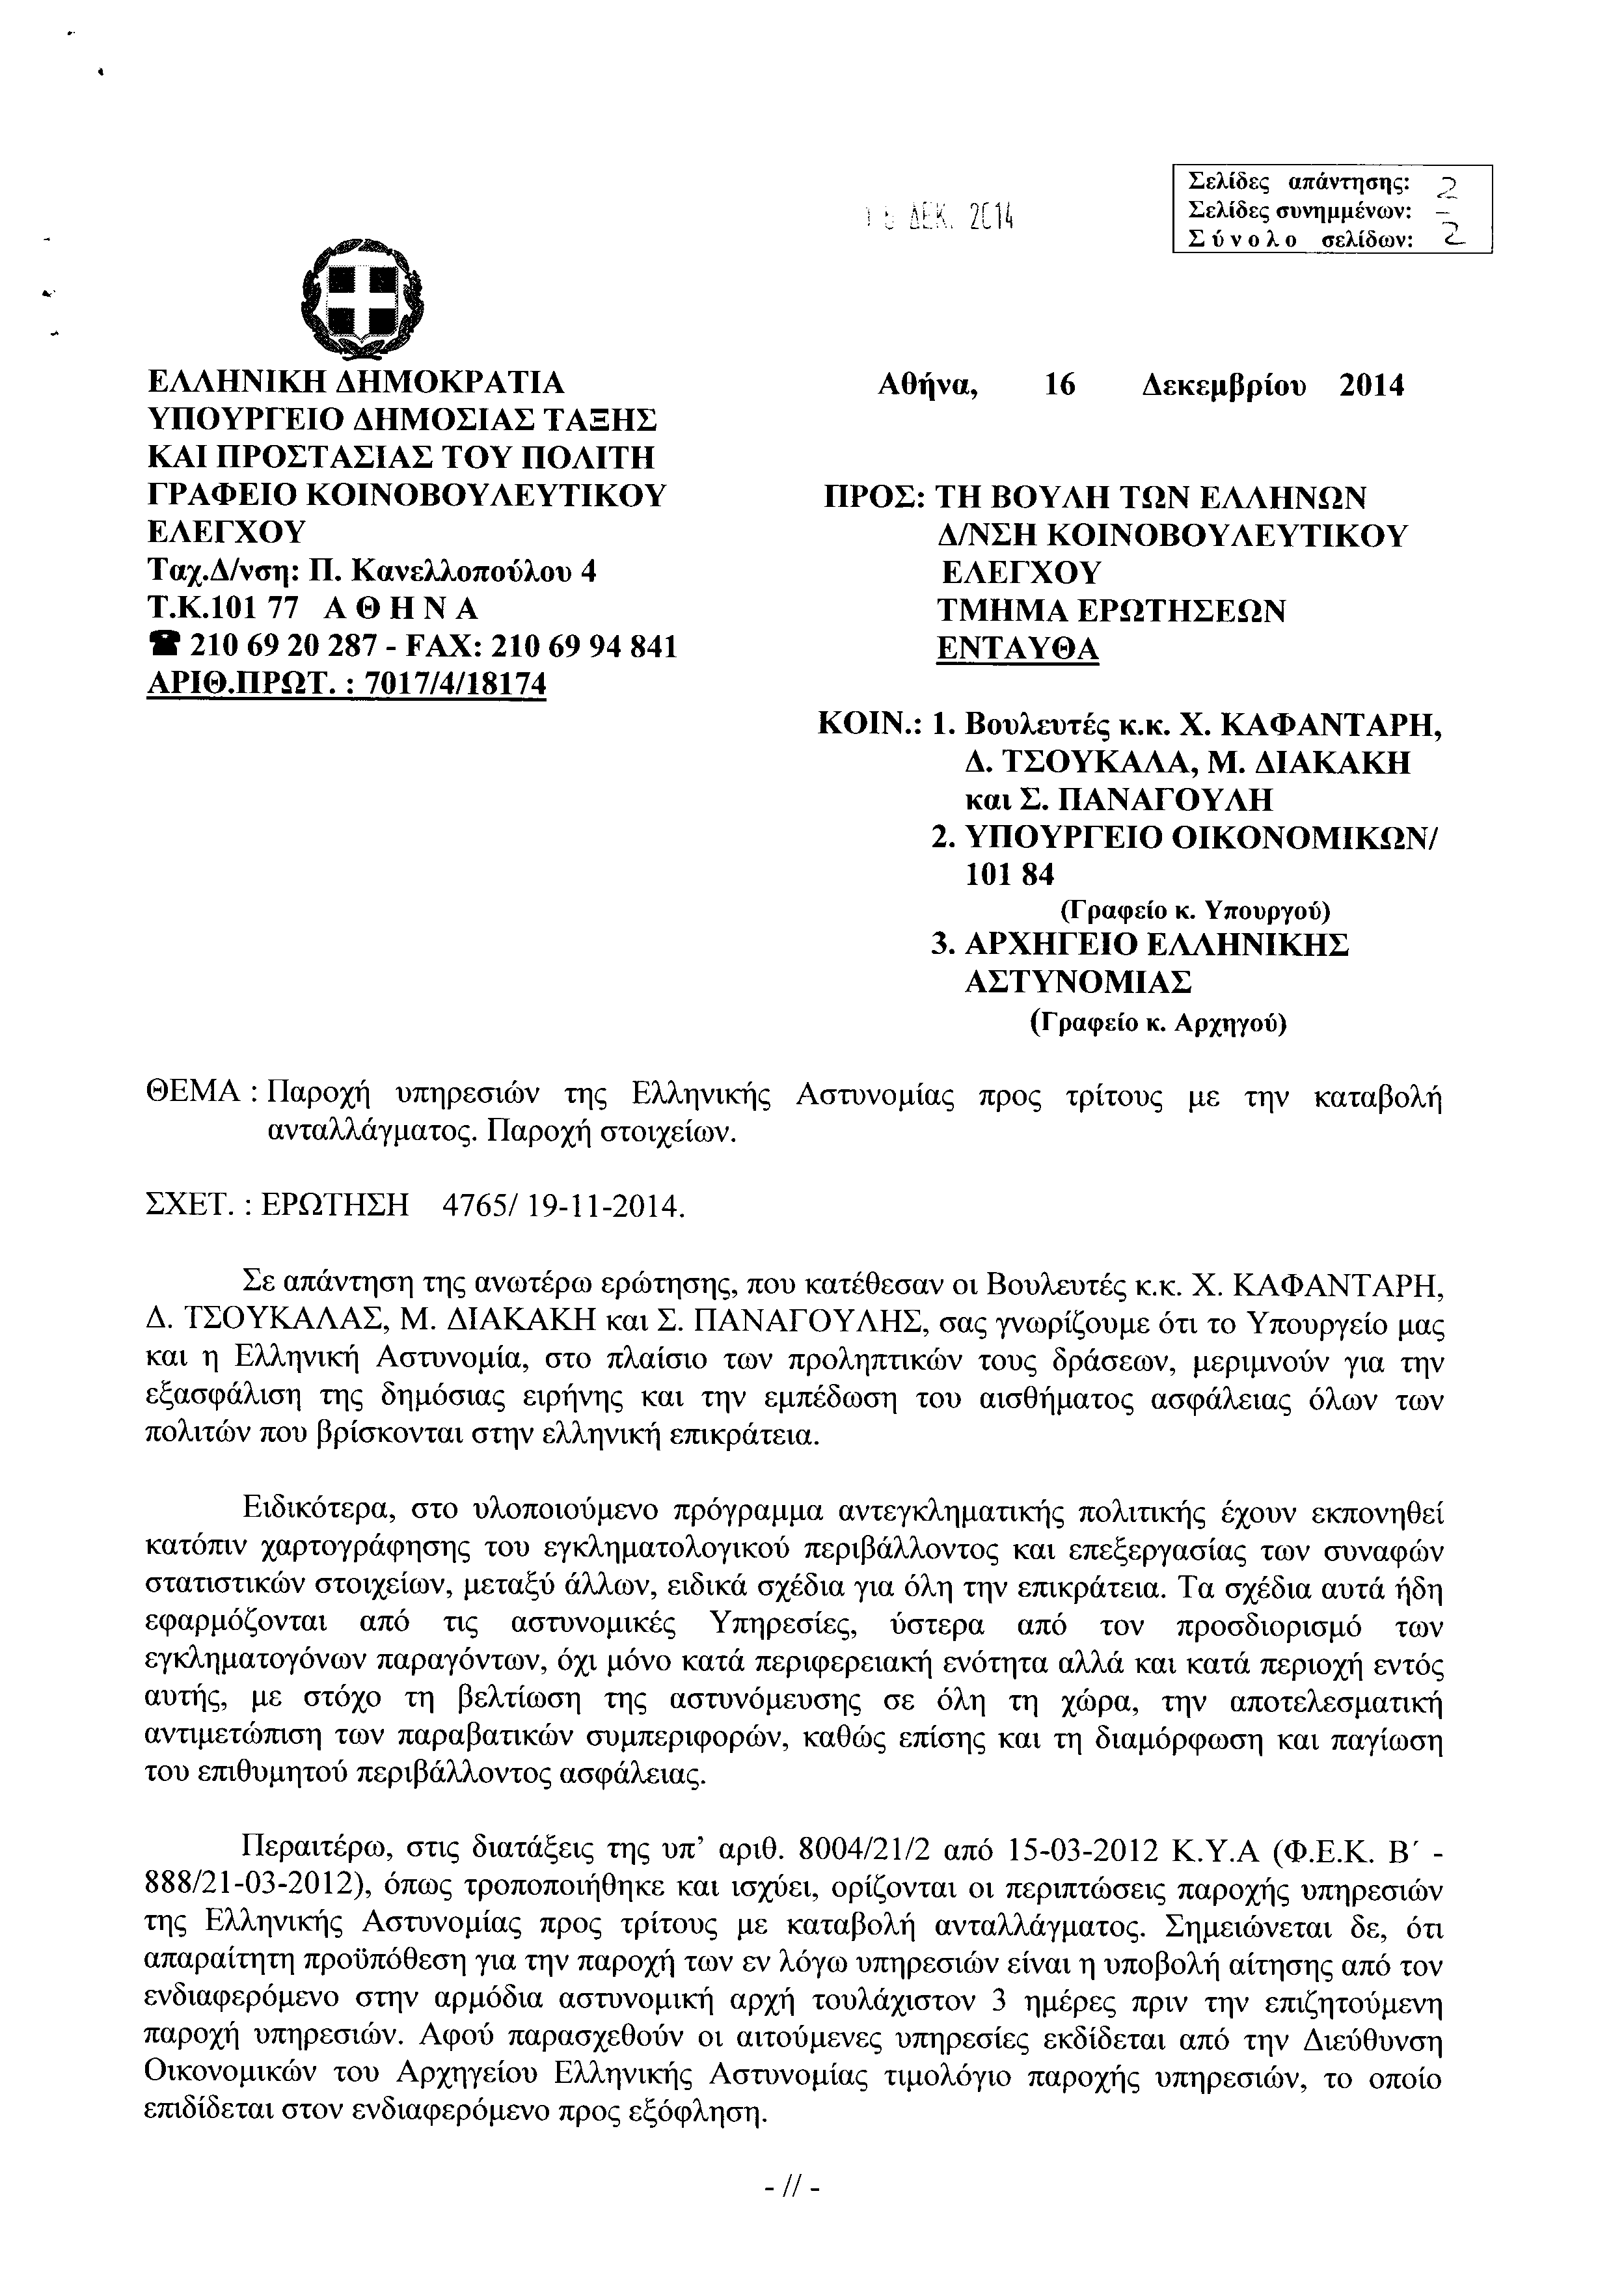 Σελίδες απάντησης: 2
Σελίδες συνημμένων: -
Σύνολο σελίδων: 2
ΔΕΚ. 2014
ΕΛΛΗΝΙΚΗ ΔΗΜΟΚΡΑΤΙΑ
ΥΠΟΥΡΓΕΙΟ ΔΗΜΟΣΙΑΣ ΤΑΞΗΣ
ΚΑΙ ΠΡΟΣΤΑΣΙΑΣ ΤΟΥ ΠΟΛΙΤΗ
ΓΡΑΦΕΙΟ ΚΟΙΝΟΒΟΥΛΕΥΤΙΚΟΥ
ΕΛΕΓΧΟΥ
Ταχ.Δ/νση: Π. Κανελλοπούλου 4
Τ.Κ.101 77 Α Θ Η Ν Α
☎ 210 69 20 287 - FAX: 210 69 94 841
ΑΡΙΘ.ΠΡΩΤ. : 7017/4/18174
Αθήνα, 16 Δεκεμβρίου 2014
ΠΡΟΣ: ΤΗ ΒΟΥΛΗ ΤΩΝ ΕΛΛΗΝΩΝ
Δ/ΝΣΗ ΚΟΙΝΟΒΟΥΛΕΥΤΙΚΟΥ
ΕΛΕΓΧΟΥ
ΤΜΗΜΑ ΕΡΩΤΗΣΕΩΝ
ΕΝΤΑΥΘΑ
ΚΟΙΝ.: 1. Βουλευτές κ.κ. Χ. ΚΑΦΑΝΤΑΡΗ,
Δ. ΤΣΟΥΚΑΛΑ, Μ. ΔΙΑΚΑΚΗ
και Σ. ΠΑΝΑΓΟΥΛΗ
2. ΥΠΟΥΡΓΕΙΟ ΟΙΚΟΝΟΜΙΚΩΝ/
101 84
(Γραφείο κ. Υπουργού)
3. ΑΡΧΗΓΕΙΟ ΕΛΛΗΝΙΚΗΣ
ΑΣΤΥΝΟΜΙΑΣ
(Γραφείο κ. Αρχηγού)
ΘΕΜΑ : Παροχή υπηρεσιών της Ελληνικής Αστυνομίας προς τρίτους με την καταβολή
ανταλλάγματος. Παροχή στοιχείων.
ΣΧΕΤ. : ΕΡΩΤΗΣΗ 4765/ 19-11-2014.
Σε απάντηση της ανωτέρω ερώτησης, που κατέθεσαν οι Βουλευτές κ.κ. Χ. ΚΑΦΑΝΤΑΡΗ,
Δ. ΤΣΟΥΚΑΛΑΣ, Μ. ΔΙΑΚΑΚΗ και Σ. ΠΑΝΑΓΟΥΛΗΣ, σας γνωρίζουμε ότι το Υπουργείο μας
και η Ελληνική Αστυνομία, στο πλαίσιο των προληπτικών τους δράσεων, μεριμνούν για την
εξασφάλιση της δημόσιας ειρήνης και την εμπέδωση του αισθήματος ασφάλειας όλων των
πολιτών που βρίσκονται στην ελληνική επικράτεια.
Ειδικότερα, στο υλοποιούμενο πρόγραμμα αντεγκληματικής πολιτικής έχουν εκπονηθεί
κατόπιν χαρτογράφησης του εγκληματολογικού περιβάλλοντος και επεξεργασίας των συναφών
στατιστικών στοιχείων, μεταξύ άλλων, ειδικά σχέδια για όλη την επικράτεια. Τα σχέδια αυτά ήδη
εφαρμόζονται από τις αστυνομικές Υπηρεσίες, ύστερα από τον προσδιορισμό των
εγκληματογόνων παραγόντων, όχι μόνο κατά περιφερειακή ενότητα αλλά και κατά περιοχή εντός
αυτής, με στόχο τη βελτίωση της αστυνόμευσης σε όλη τη χώρα, την αποτελεσματική
αντιμετώπιση των παραβατικών συμπεριφορών, καθώς επίσης και τη διαμόρφωση και παγίωση
του επιθυμητού περιβάλλοντος ασφάλειας.
Περαιτέρω, στις διατάξεις της υπ’ αριθ. 8004/21/2 από 15-03-2012 Κ.Υ.Α (Φ.Ε.Κ. Β΄ -
888/21-03-2012), όπως τροποποιήθηκε και ισχύει, ορίζονται οι περιπτώσεις παροχής υπηρεσιών
της Ελληνικής Αστυνομίας προς τρίτους με καταβολή ανταλλάγματος. Σημειώνεται δε, ότι
απαραίτητη προϋπόθεση για την παροχή των εν λόγω υπηρεσιών είναι η υποβολή αίτησης από τον
ενδιαφερόμενο στην αρμόδια αστυνομική αρχή τουλάχιστον 3 ημέρες πριν την επιζητούμενη
παροχή υπηρεσιών. Αφού παρασχεθούν οι αιτούμενες υπηρεσίες εκδίδεται από την Διεύθυνση
Οικονομικών του Αρχηγείου Ελληνικής Αστυνομίας τιμολόγιο παροχής υπηρεσιών, το οποίο
επιδίδεται στον ενδιαφερόμενο προς εξόφληση.
- // -